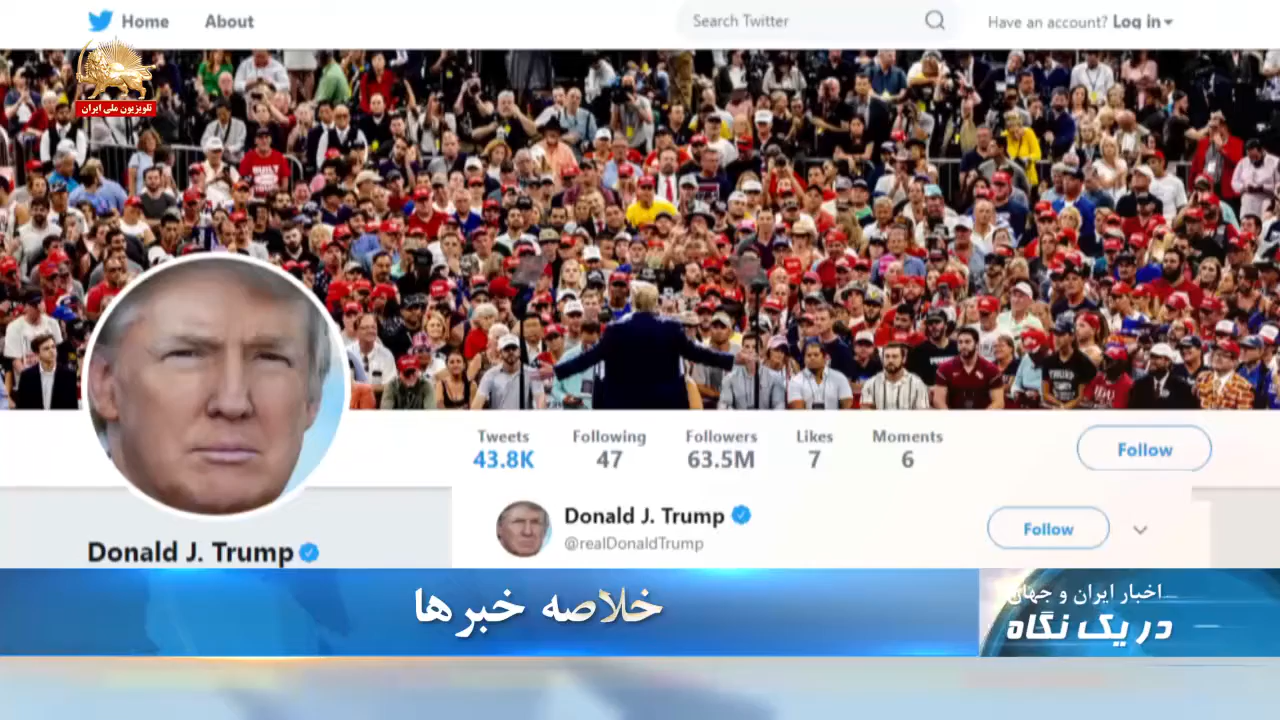 Home About Search Twitter Have an account? Log in
تلویزیون ملی ایران
Tweets Following Followers Likes Moments
43.8K 47 63.5M 7 6
Follow
Donald J. Trump
@realDonaldTrump
Follow
Donald J. Trump
خلاصه خبرها
اخبار ایران و جهان
در یک نگاه